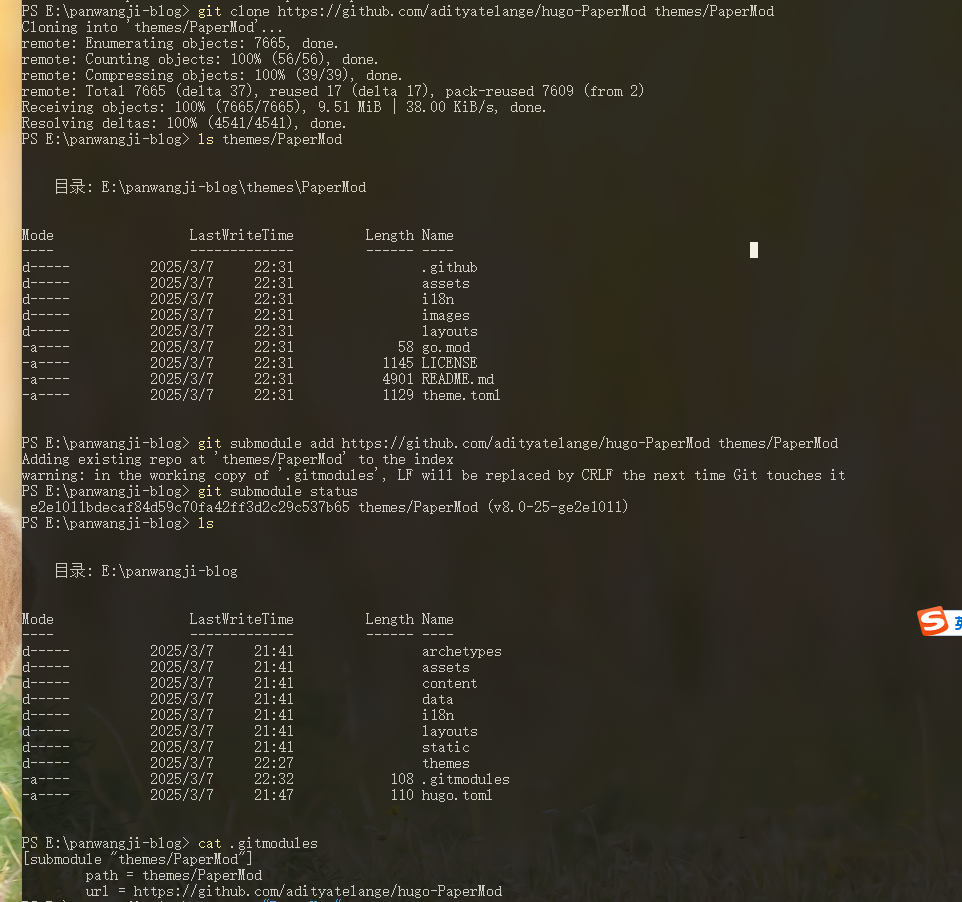 PS E:\panwangji-blog> git clone https://github.com/adityatelange/hugo-PaperMod themes/PaperMod
Cloning into 'themes/PaperMod'...
remote: Enumerating objects: 7665, done.
remote: Counting objects: 100% (56/56), done.
remote: Compressing objects: 100% (39/39), done.
remote: Total 7665 (delta 37), reused 17 (delta 17), pack-reused 7609 (from 2)
Receiving objects: 100% (7665/7665), 9.51 MiB | 38.00 KiB/s, done.
Resolving deltas: 100% (4541/4541), done.
PS E:\panwangji-blog> ls themes/PaperMod
目录: E:\panwangji-blog\themes\PaperMod
Mode LastWriteTime Length Name
---- ------------- ------ ----
d----- 2025/3/7 22:31 .github
d----- 2025/3/7 22:31 assets
d----- 2025/3/7 22:31 i18n
d----- 2025/3/7 22:31 images
d----- 2025/3/7 22:31 layouts
-a---- 2025/3/7 22:31 58 go.mod
-a---- 2025/3/7 22:31 1145 LICENSE
-a---- 2025/3/7 22:31 4901 README.md
-a---- 2025/3/7 22:31 1129 theme.toml
PS E:\panwangji-blog> git submodule add https://github.com/adityatelange/hugo-PaperMod themes/PaperMod
Adding existing repo at 'themes/PaperMod' to the index
warning: in the working copy of '.gitmodules', LF will be replaced by CRLF the next time Git touches it
PS E:\panwangji-blog> git submodule status
e2e1011bdecaf84d59c70fa42ff3d2c29c537b65 themes/PaperMod (v8.0-25-ge2e1011)
PS E:\panwangji-blog> ls
目录: E:\panwangji-blog
Mode LastWriteTime Length Name
---- ------------- ------ ----
d----- 2025/3/7 21:41 archetypes
d----- 2025/3/7 21:41 assets
d----- 2025/3/7 21:41 content
d----- 2025/3/7 21:41 data
d----- 2025/3/7 21:41 i18n
d----- 2025/3/7 21:41 layouts
d----- 2025/3/7 21:41 static
d----- 2025/3/7 22:27 themes
-a---- 2025/3/7 22:32 108 .gitmodules
-a---- 2025/3/7 21:47 110 hugo.toml
PS E:\panwangji-blog> cat .gitmodules
[submodule "themes/PaperMod"]
path = themes/PaperMod
url = https://github.com/adityatelange/hugo-PaperMod